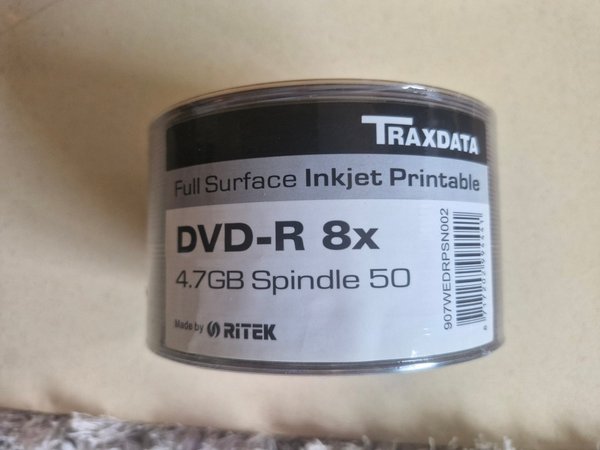 TRAXDATA
Full Surface Inkjet Printable
DVD-R 8x
4.7GB Spindle 50
Made by RiTEK
907WEDRPSN002